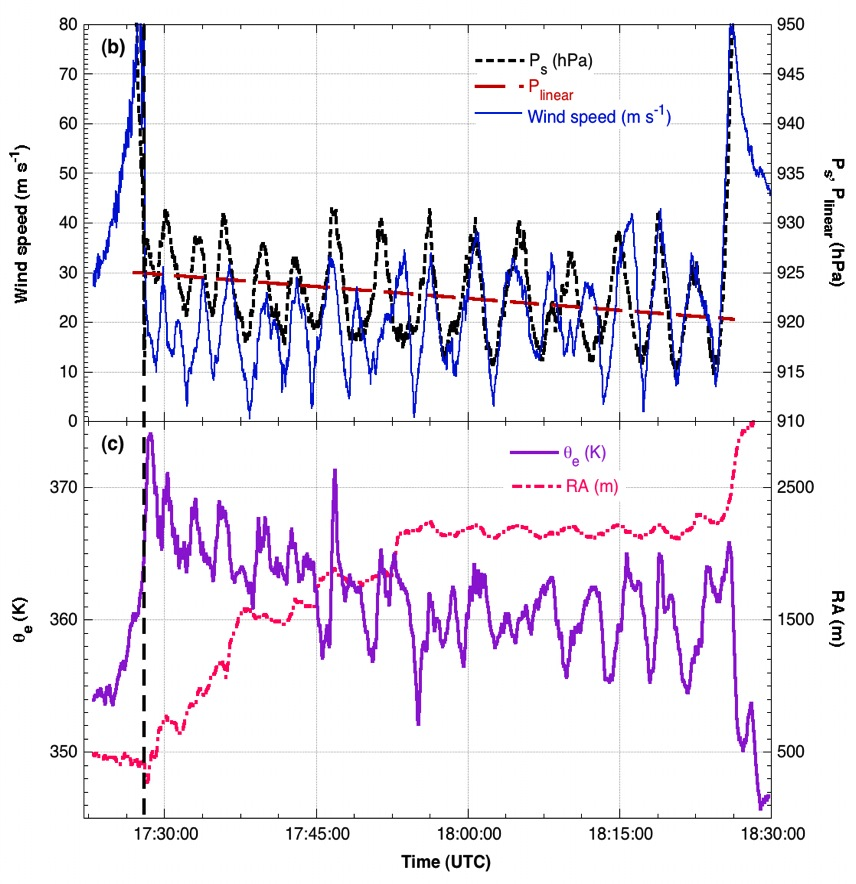 (b)
80
70
60
50
40
30
20
10
0
Wind speed (m s-1)
950
945
940
935
930
925
920
915
910
Ps, Plinear (hPa)
Ps (hPa)
Plinear
Wind speed (m s-1)
(c)
370
360
350
θe (K)
2500
1500
500
RA (m)
θe (K)
RA (m)
17:30:00 17:45:00 18:00:00 18:15:00 18:30:00
Time (UTC)